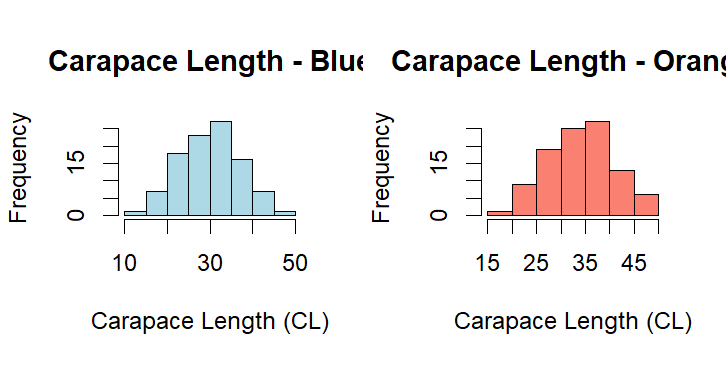 Carapace Length - Blue
Frequency
0
15
10
30
50
Carapace Length (CL)
Carapace Length - Orang
Frequency
0
15
15
25
35
45
Carapace Length (CL)